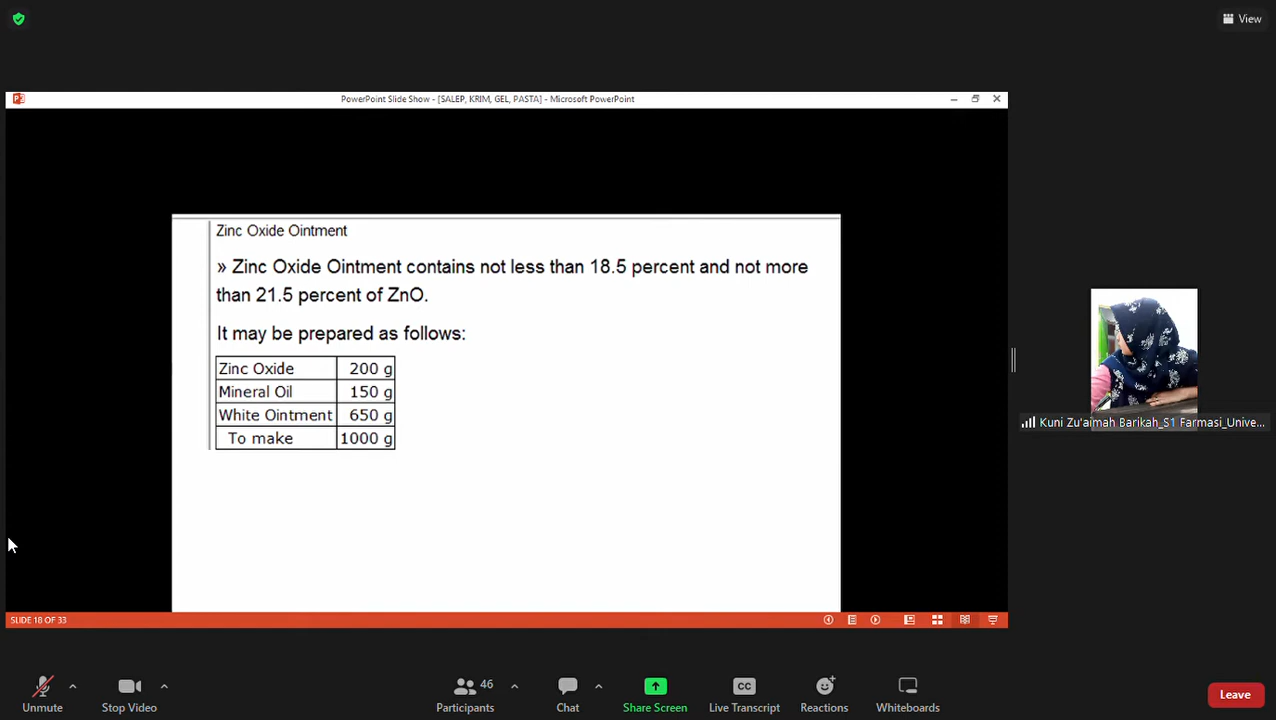 View
PowerPoint Slide Show - [SALEP, KRIM, GEL, PASTA] - Microsoft PowerPoint
Zinc Oxide Ointment
» Zinc Oxide Ointment contains not less than 18.5 percent and not more
than 21.5 percent of ZnO.
It may be prepared as follows:
Zinc Oxide 200 g
Mineral Oil 150 g
White Ointment 650 g
To make 1000 g
Kuni Zu'aimah Barikah_S1 Farmasi_Unive...
SLIDE 18 OF 33
46
Unmute
Stop Video
Participants
Chat
Share Screen
CC
Live Transcript
Reactions
Whiteboards
Leave